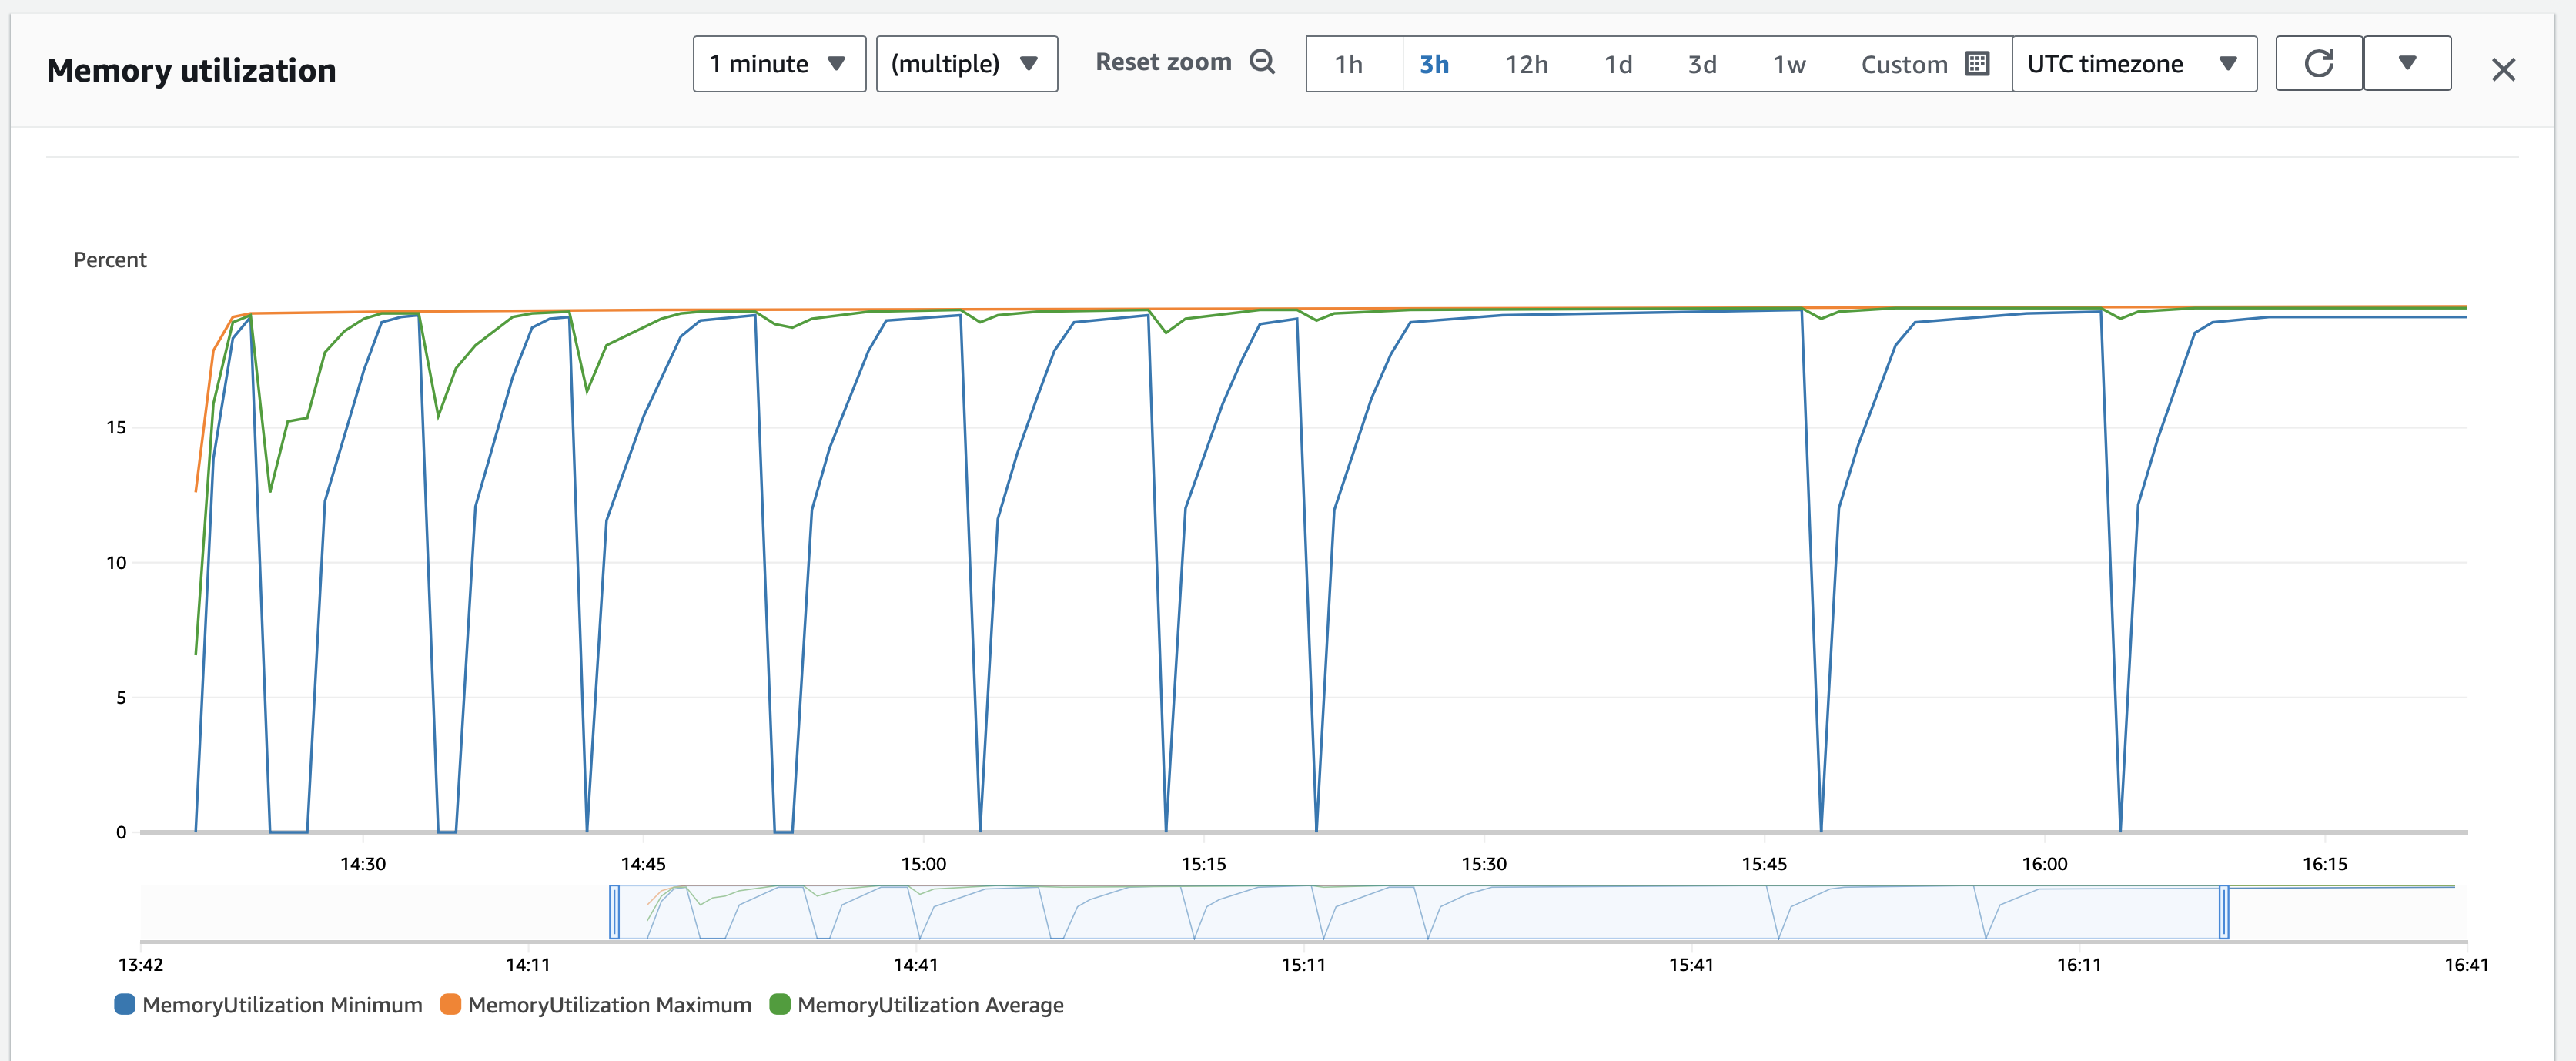 Memory utilization
1 minute
(multiple)
Reset zoom
1h 3h 12h 1d 3d 1w Custom
UTC timezone
Percent
15
10
5
0
14:30 14:45 15:00 15:15 15:30 15:45 16:00 16:15
13:42 14:11 14:41 15:11 15:41 16:11 16:41
MemoryUtilization Minimum MemoryUtilization Maximum MemoryUtilization Average